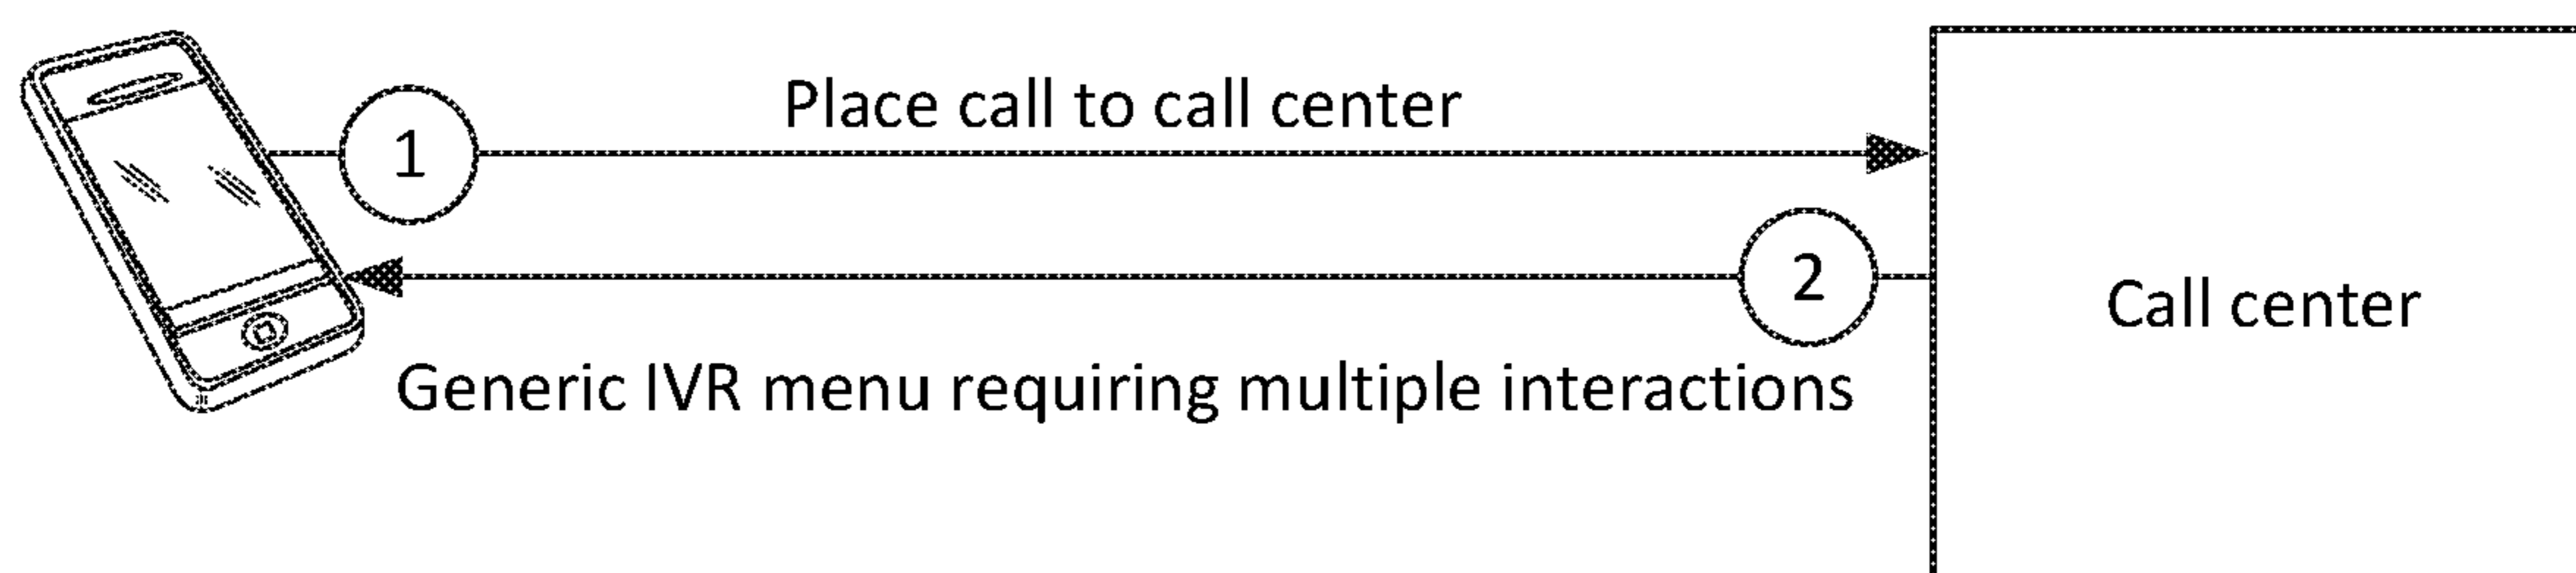 Place call to call center
1
2
Call center
Generic IVR menu requiring multiple interactions